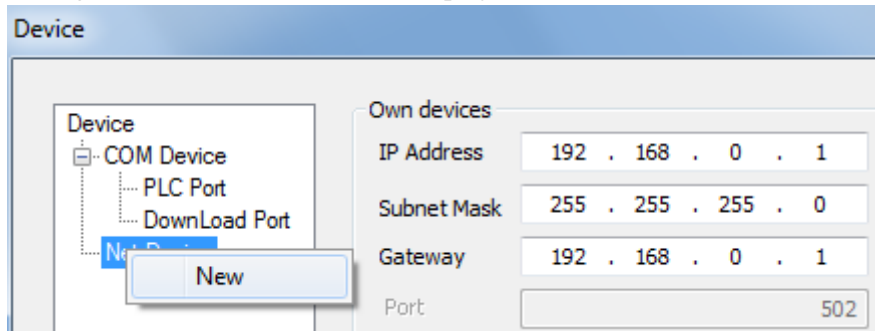 Device
Device
COM Device
PLC Port
DownLoad Port
New
Own devices
IP Address 192 . 168 . 0 . 1
Subnet Mask 255 . 255 . 255 . 0
Gateway 192 . 168 . 0 . 1
Port 502